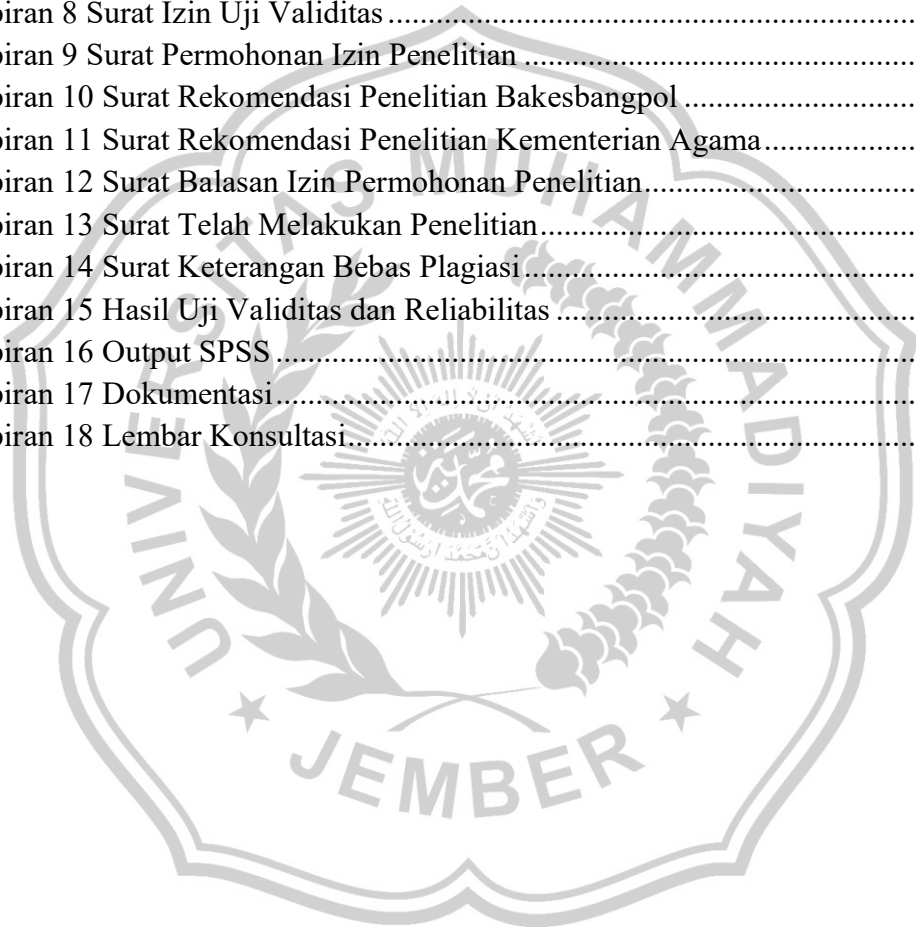 piran 8 Surat Izin Uji Validitas
piran 9 Surat Permohonan Izin Penelitian
piran 10 Surat Rekomendasi Penelitian Bakesbangpol
piran 11 Surat Rekomendasi Penelitian Kementerian Agama
piran 12 Surat Balasan Izin Permohonan Penelitian
piran 13 Surat Telah Melakukan Penelitian
piran 14 Surat Keterangan Bebas Plagiasi
piran 15 Hasil Uji Validitas dan Reliabilitas
piran 16 Output SPSS
piran 17 Dokumentasi
piran 18 Lembar Konsultasi
UNIVERSITAS MUHAMMADIYAH
JEMBER